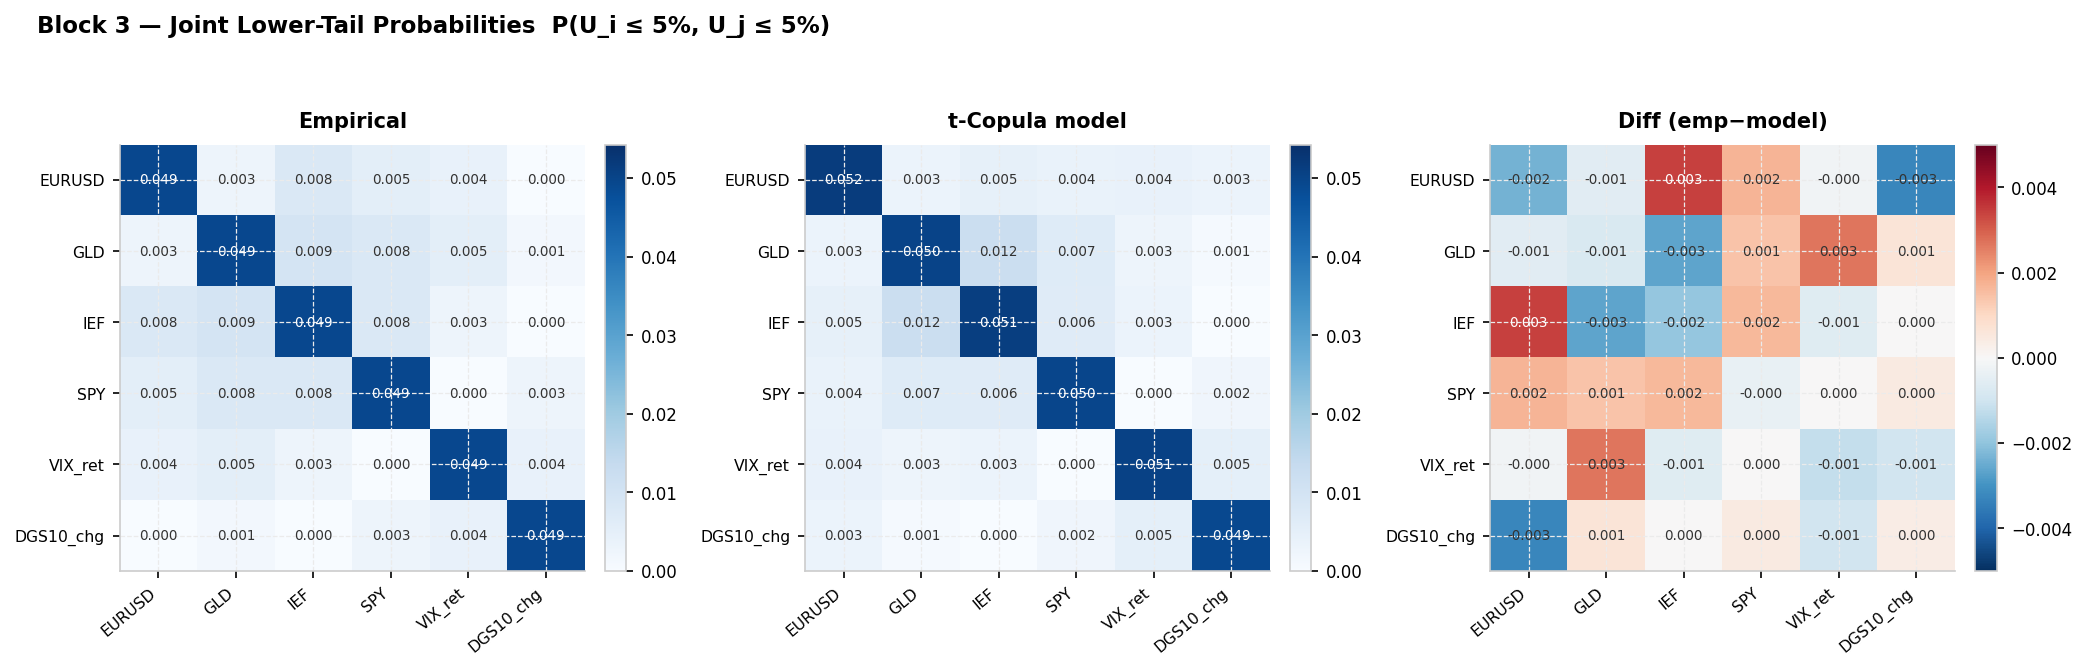 Block 3 — Joint Lower-Tail Probabilities P(U_i ≤ 5%, U_j ≤ 5%)
Empirical
EURUSD 0.049 0.003 0.008 0.005 0.004 0.000
GLD 0.003 0.049 0.009 0.008 0.005 0.001
IEF 0.008 0.009 0.049 0.008 0.003 0.000
SPY 0.005 0.008 0.008 0.049 0.000 0.003
VIX_ret 0.004 0.005 0.003 0.000 0.049 0.004
DGS10_chg 0.000 0.001 0.000 0.003 0.004 0.049
EURUSD GLD IEF SPY VIX_ret DGS10_chg
0.05
0.04
0.03
0.02
0.01
0.00
t-Copula model
EURUSD 0.052 0.003 0.005 0.004 0.004 0.003
GLD 0.003 0.050 0.012 0.007 0.003 0.001
IEF 0.005 0.012 0.051 0.006 0.003 0.000
SPY 0.004 0.007 0.006 0.050 0.000 0.002
VIX_ret 0.004 0.003 0.003 0.000 0.051 0.005
DGS10_chg 0.003 0.001 0.000 0.002 0.005 0.049
EURUSD GLD IEF SPY VIX_ret DGS10_chg
0.05
0.04
0.03
0.02
0.01
0.00
Diff (emp−model)
EURUSD -0.002 -0.001 0.003 0.002 -0.000 -0.003
GLD -0.001 -0.001 -0.003 0.001 0.003 0.001
IEF 0.003 -0.003 -0.002 0.002 -0.001 0.000
SPY 0.002 0.001 0.002 -0.000 0.000 0.000
VIX_ret -0.000 0.003 -0.001 0.000 -0.001 -0.001
DGS10_chg -0.003 0.001 0.000 0.000 -0.001 0.000
EURUSD GLD IEF SPY VIX_ret DGS10_chg
0.004
0.002
0.000
−0.002
−0.004